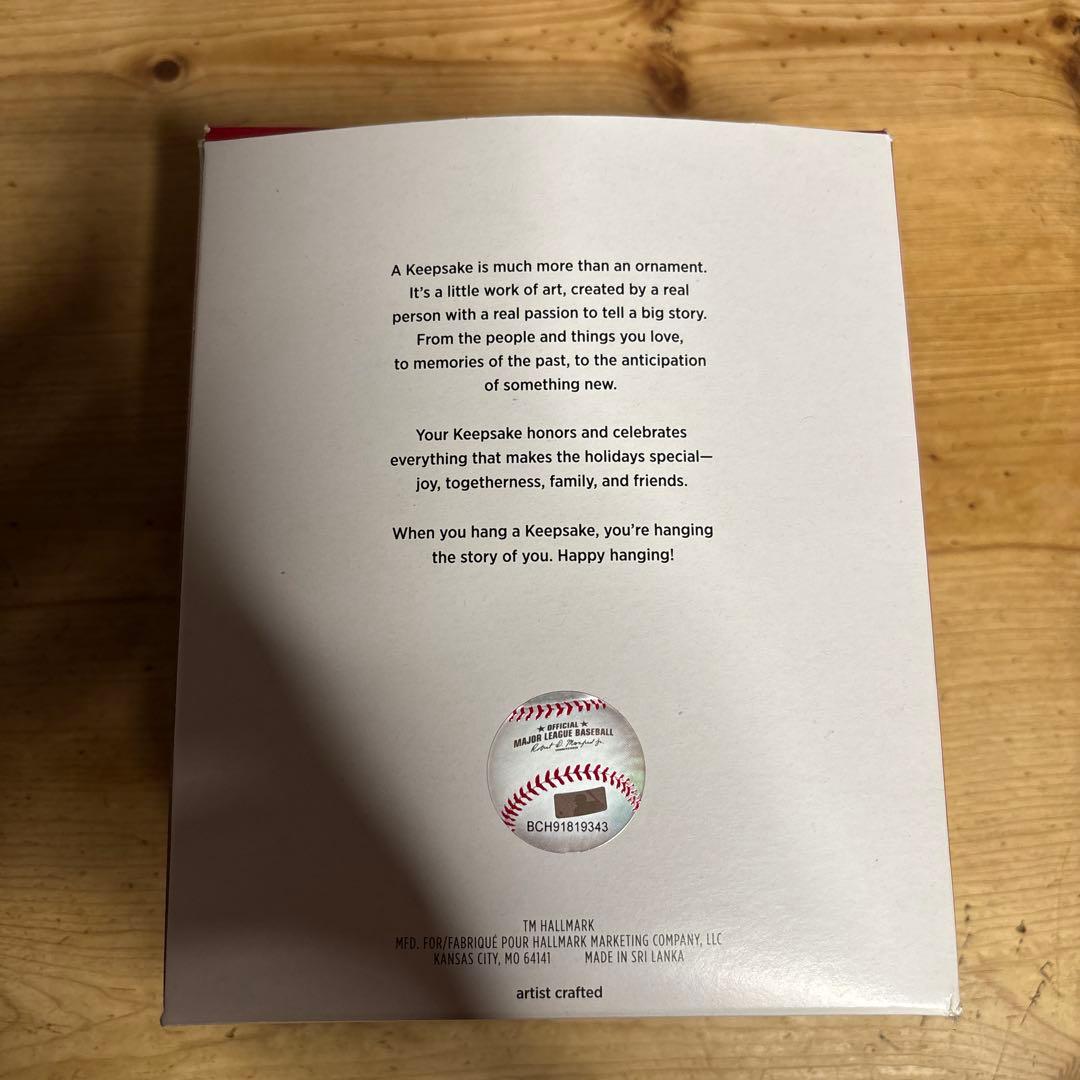 A Keepsake is much more than an ornament.
It's a little work of art, created by a real
person with a real passion to tell a big story.
From the people and things you love,
to memories of the past, to the anticipation
of something new.
Your Keepsake honors and celebrates
everything that makes the holidays special—
joy, togetherness, family, and friends.
When you hang a Keepsake, you're hanging
the story of you. Happy hanging!
★ OFFICIAL ★
MAJOR LEAGUE BASEBALL
Robert D. Manfred Jr.
BCH91819343
TM HALLMARK
MFD. FOR/FABRIQUÉ POUR HALLMARK MARKETING COMPANY, LLC
KANSAS CITY, MO 64141 MADE IN SRI LANKA
artist crafted